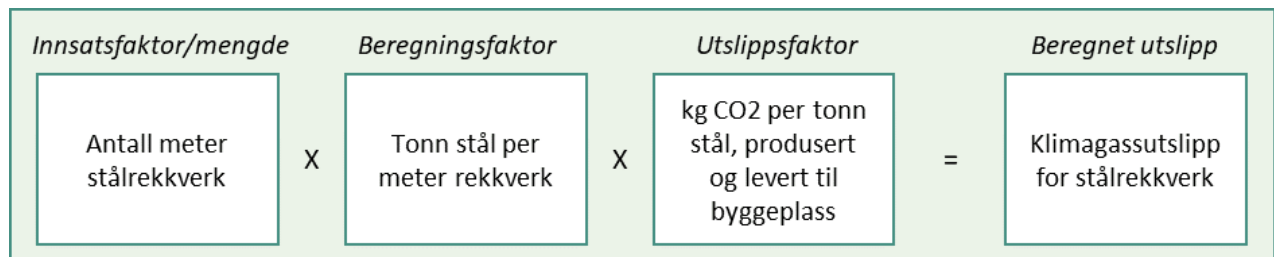 Innsatsfaktor/mengde
Beregningsfaktor
Utslippsfaktor
Beregnet utslipp
Antall meter
stålrekkverk
X
Tonn stål per
meter rekkverk
X
kg CO2 per tonn
stål, produsert
og levert til
byggeplass
=
Klimagassutslipp
for stålrekkverk